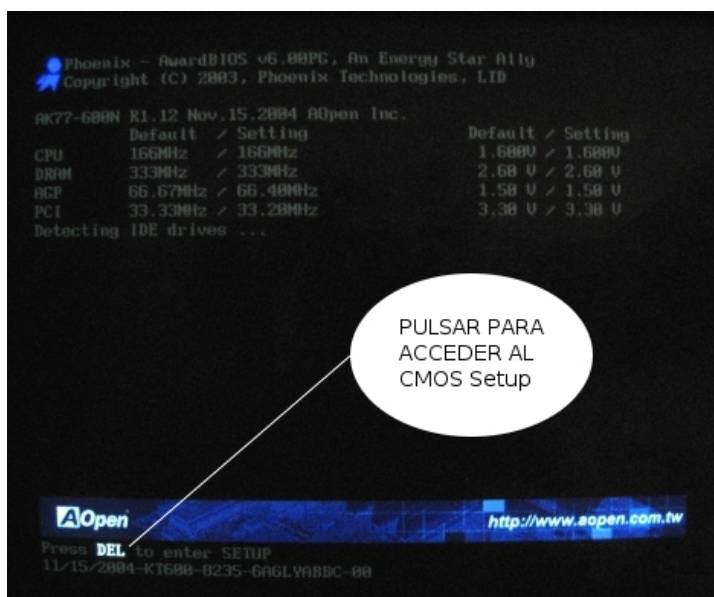 Phoenix - AwardBIOS v6.00PG, An Energy Star Ally
Copyright (C) 2003, Phoenix Technologies, LTD
AK77-600N R1.12 Nov.15.2004 AOpen Inc.
Default / Setting Default / Setting
CPU 166MHz / 166MHz 1.600V / 1.600V
DRAM 333MHz / 333MHz 2.60 V / 2.60 V
AGP 66.67MHz / 66.40MHz 1.50 V / 1.50 V
PCI 33.33MHz / 33.20MHz 3.30 V / 3.30 V
Detecting IDE drives ...
PULSAR PARA
ACCEDER AL
CMOS Setup
AOpen http://www.aopen.com.tw
Press DEL to enter SETUP
11/15/2004-KT600-8235-6A6LYABBC-00